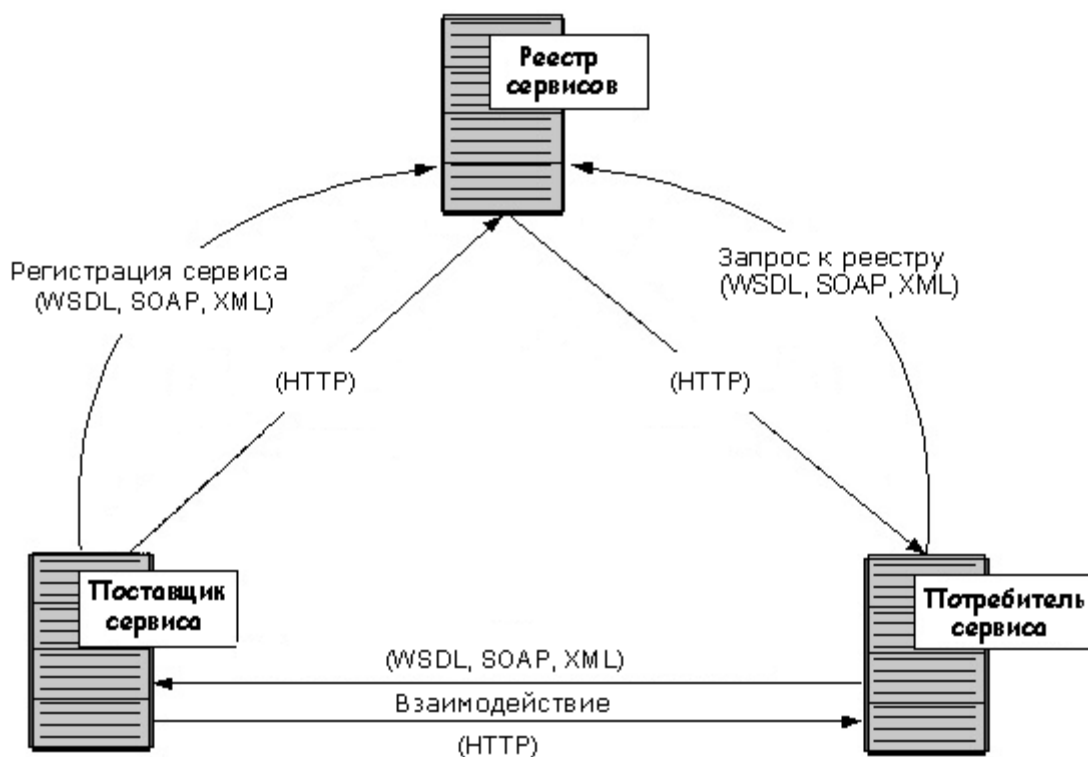 Реестр
сервисов
Регистрация сервиса
(WSDL, SOAP, XML)
Запрос к реестру
(WSDL, SOAP, XML)
(HTTP)
(HTTP)
Поставщик
сервиса
Потребитель
сервиса
(WSDL, SOAP, XML)
Взаимодействие
(HTTP)